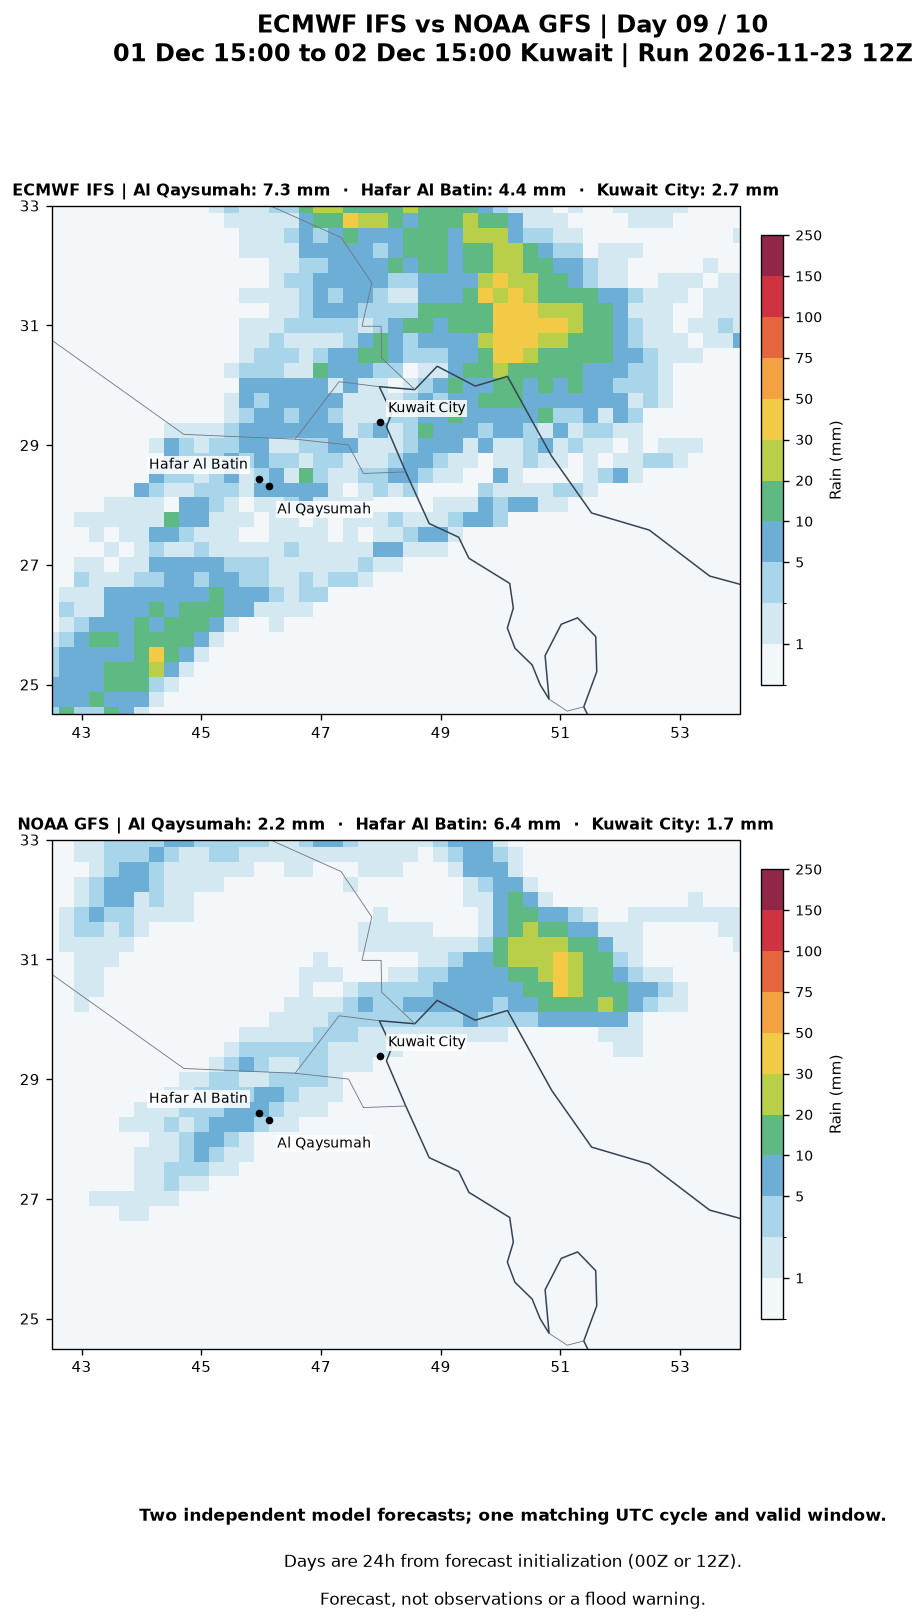 ECMWF IFS vs NOAA GFS | Day 09 / 10
01 Dec 15:00 to 02 Dec 15:00 Kuwait | Run 2026-11-23 12Z
ECMWF IFS | Al Qaysumah: 7.3 mm · Hafar Al Batin: 4.4 mm · Kuwait City: 2.7 mm
33
31
29
27
25
Kuwait City
Hafar Al Batin
Al Qaysumah
43 45 47 49 51 53
250
150
100
75
50
30
20
10
5
1
Rain (mm)
NOAA GFS | Al Qaysumah: 2.2 mm · Hafar Al Batin: 6.4 mm · Kuwait City: 1.7 mm
33
31
29
27
25
Kuwait City
Hafar Al Batin
Al Qaysumah
43 45 47 49 51 53
250
150
100
75
50
30
20
10
5
1
Rain (mm)
Two independent model forecasts; one matching UTC cycle and valid window.
Days are 24h from forecast initialization (00Z or 12Z).
Forecast, not observations or a flood warning.